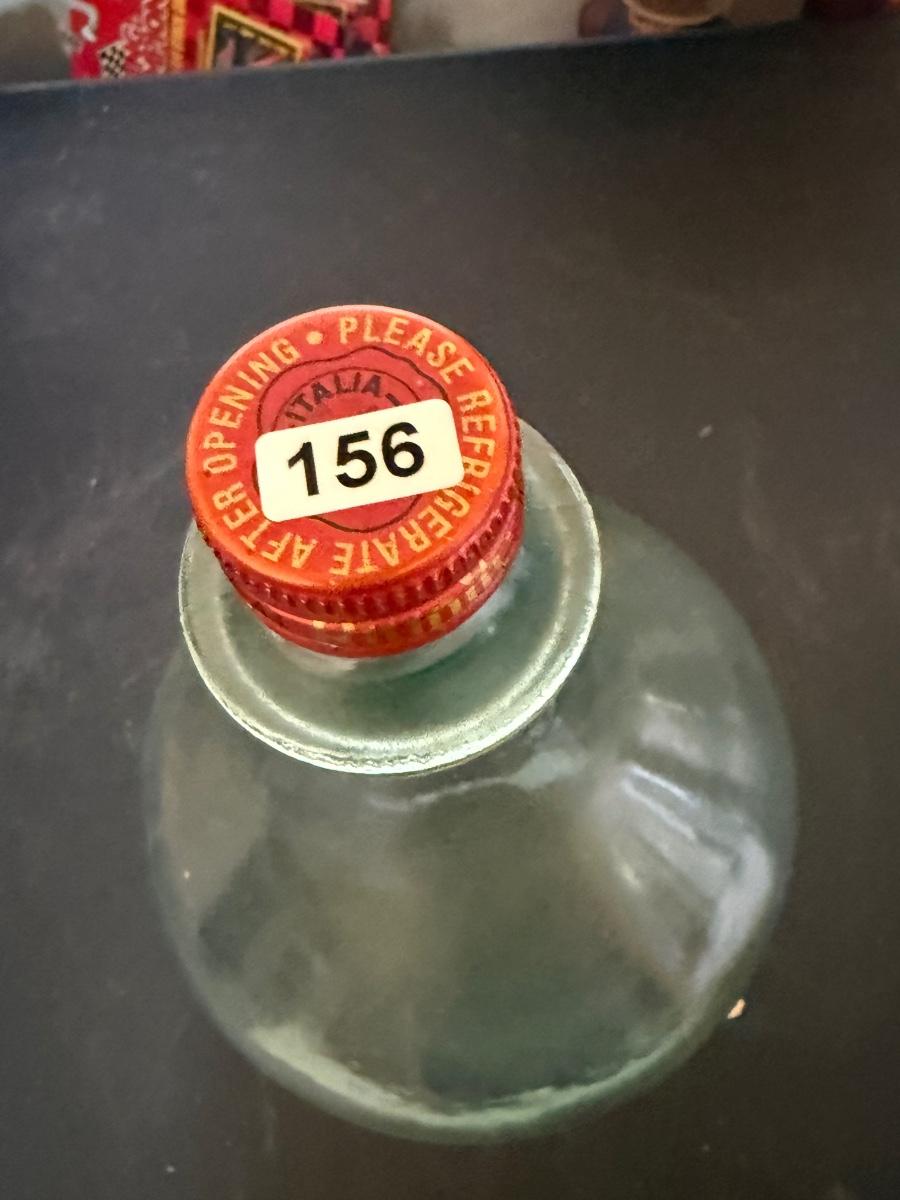 PLEASE REFRIGERATE AFTER OPENING •
ITALIA
156